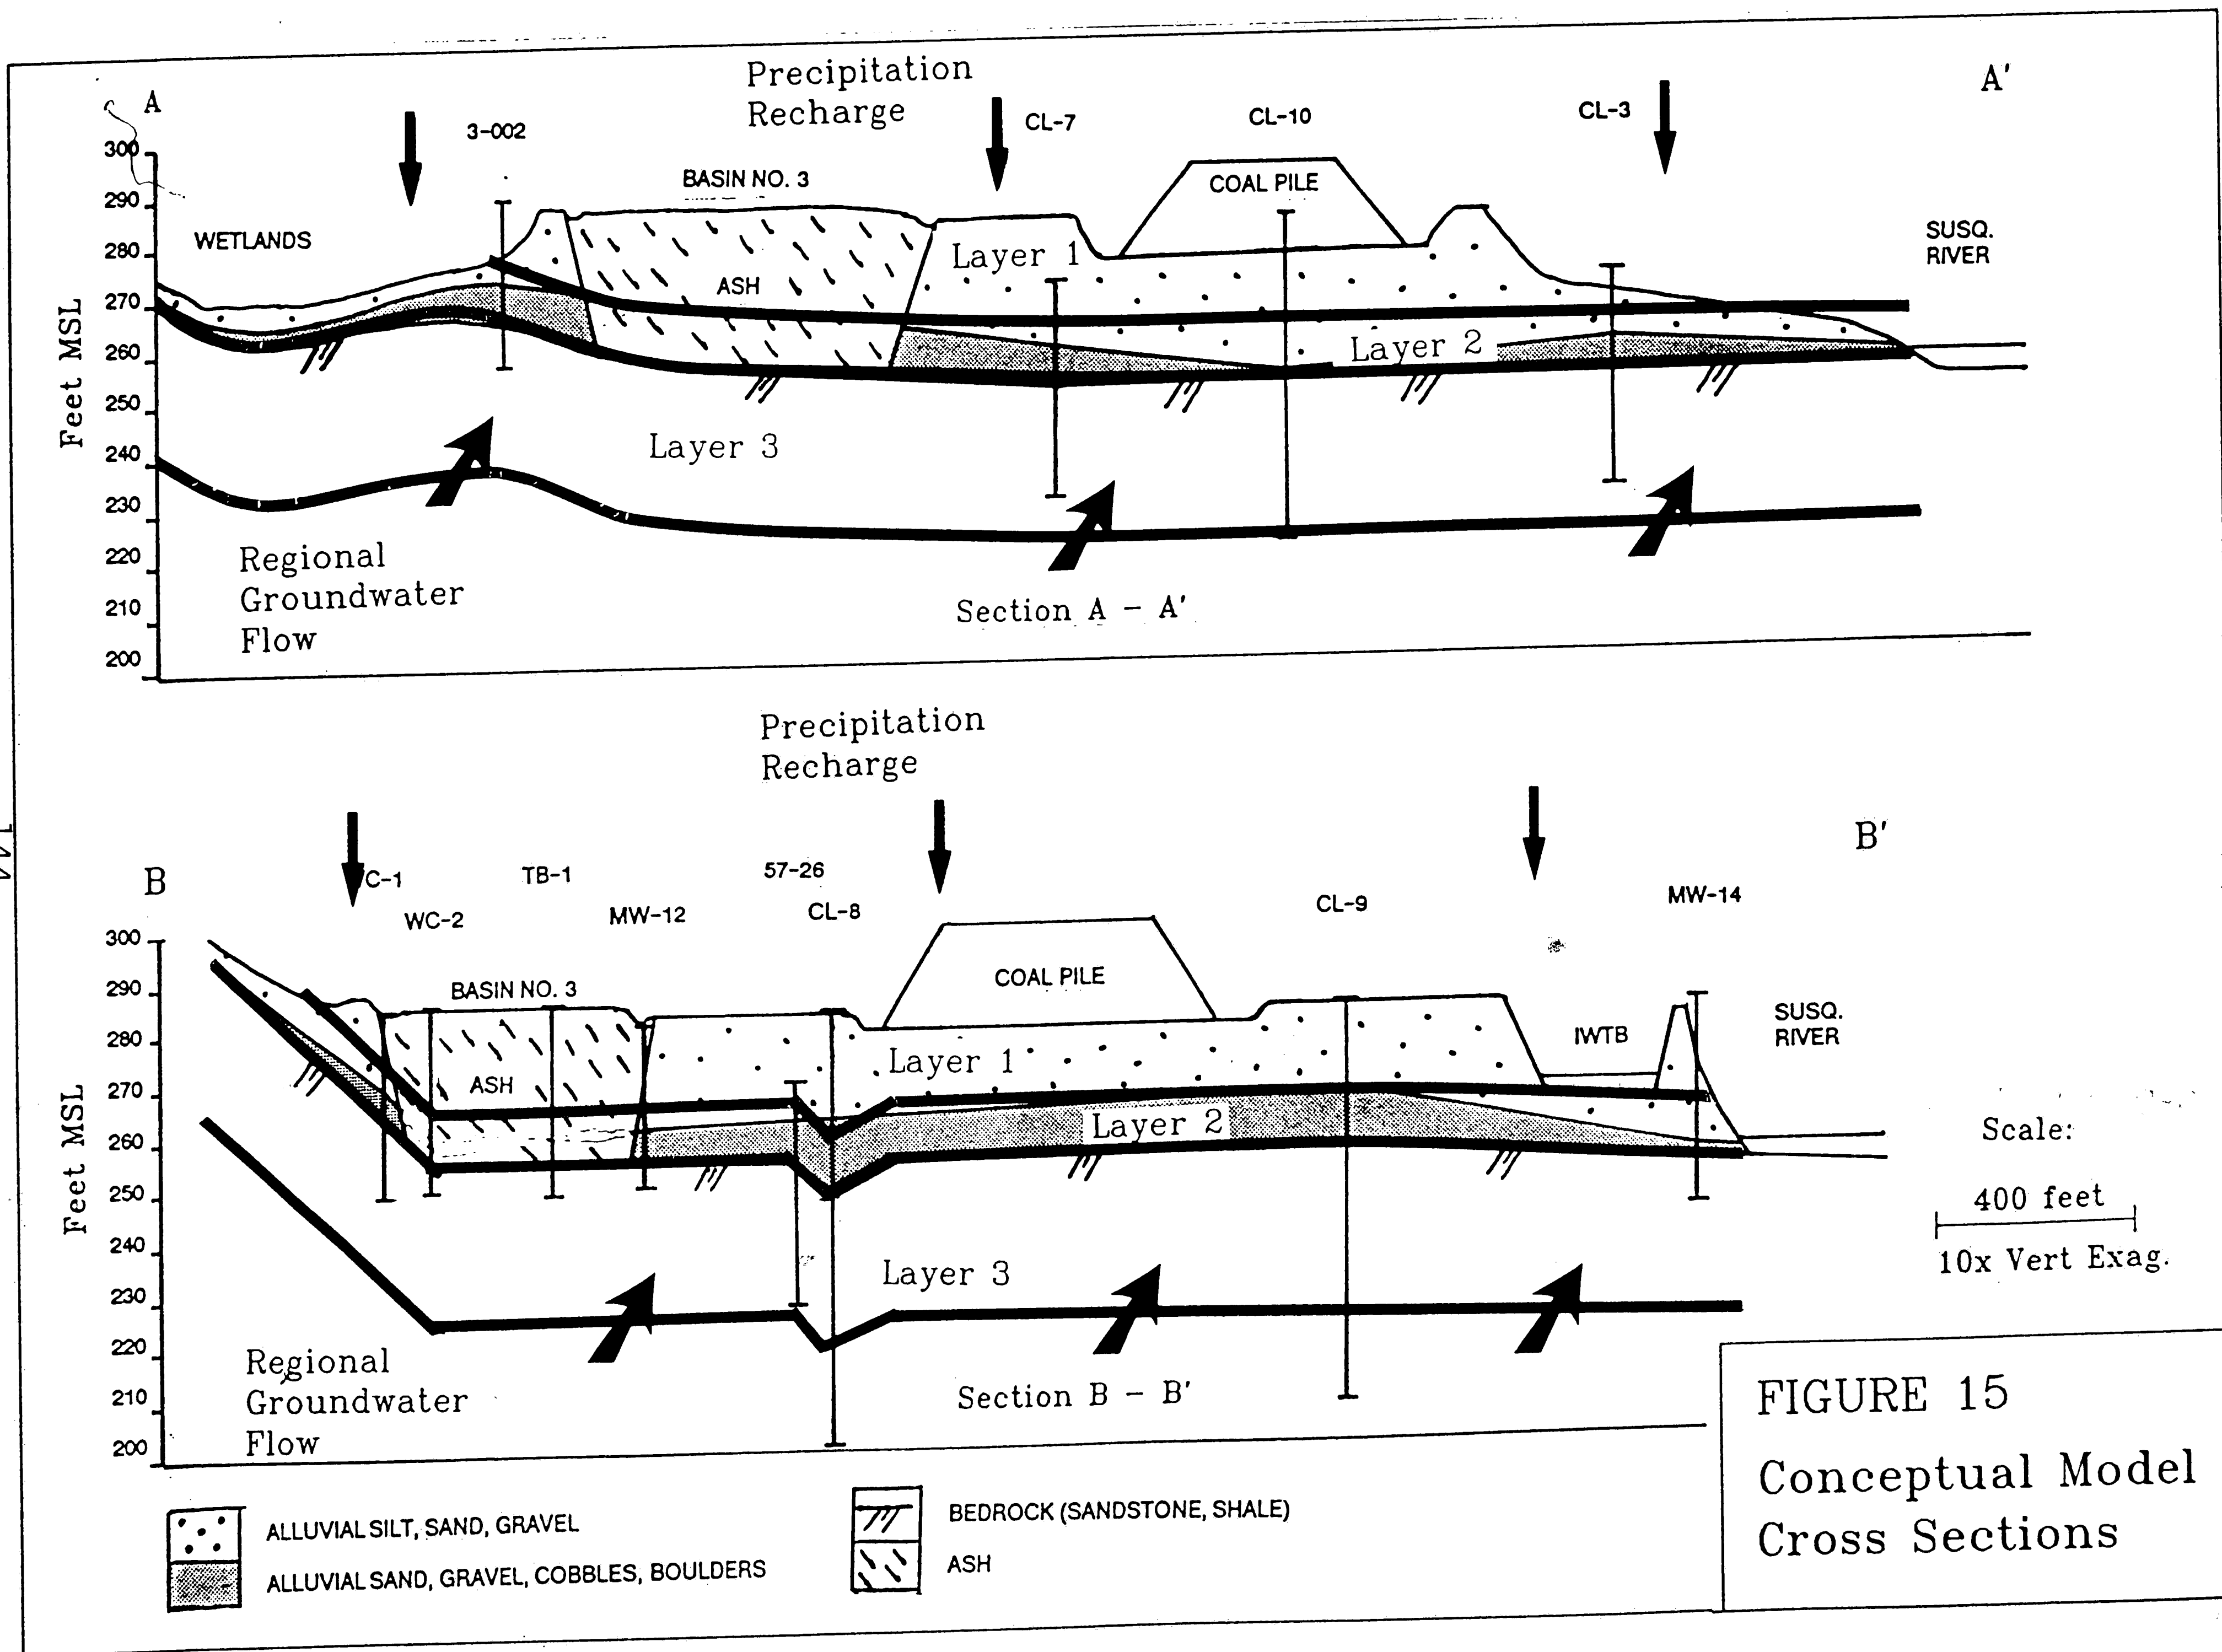 Precipitation
Recharge
A
A'
3-002
CL-7
CL-10
CL-3
300
290
280
270
260
250
240
230
220
210
200
Feet MSL
WETLANDS
BASIN NO. 3
COAL PILE
SUSQ.
RIVER
ASH
Layer 1
Layer 2
Layer 3
Regional
Groundwater
Flow
Section A - A'
Precipitation
Recharge
B
B'
C-1
TB-1
57-26
WC-2
MW-12
CL-8
CL-9
MW-14
300
290
280
270
260
250
240
230
220
210
200
Feet MSL
BASIN NO. 3
COAL PILE
IWTB
SUSQ.
RIVER
ASH
Layer 1
Layer 2
Layer 3
Scale:
400 feet
10x Vert Exag.
Regional
Groundwater
Flow
Section B - B'
ALLUVIAL SILT, SAND, GRAVEL
ALLUVIAL SAND, GRAVEL, COBBLES, BOULDERS
BEDROCK (SANDSTONE, SHALE)
ASH
FIGURE 15
Conceptual Model
Cross Sections